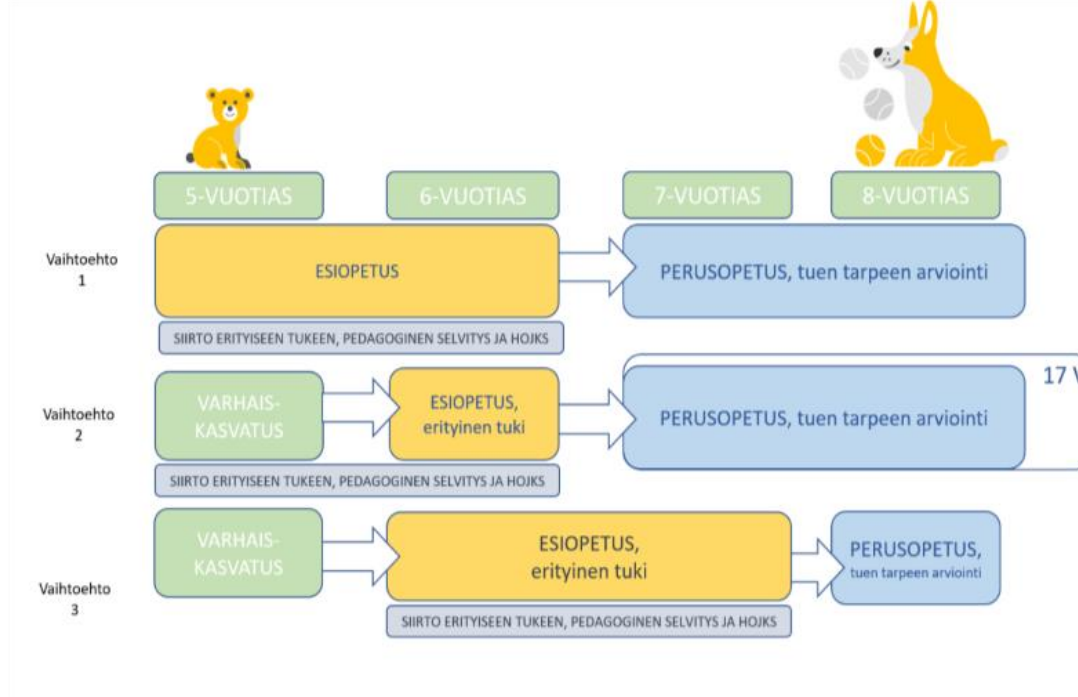 5-VUOTIAS
6-VUOTIAS
7-VUOTIAS
8-VUOTIAS
Vaihtoehto
1
ESIOPETUS
PERUSOPETUS, tuen tarpeen arviointi
SIIRTO ERITYISEEN TUKEEN, PEDAGOGINEN SELVITYS JA HOJKS
Vaihtoehto
2
VARHAIS-
KASVATUS
ESIOPETUS,
erityinen tuki
PERUSOPETUS, tuen tarpeen arviointi
17 V
SIIRTO ERITYISEEN TUKEEN, PEDAGOGINEN SELVITYS JA HOJKS
Vaihtoehto
3
VARHAIS-
KASVATUS
ESIOPETUS,
erityinen tuki
PERUSOPETUS,
tuen tarpeen arviointi
SIIRTO ERITYISEEN TUKEEN, PEDAGOGINEN SELVITYS JA HOJKS